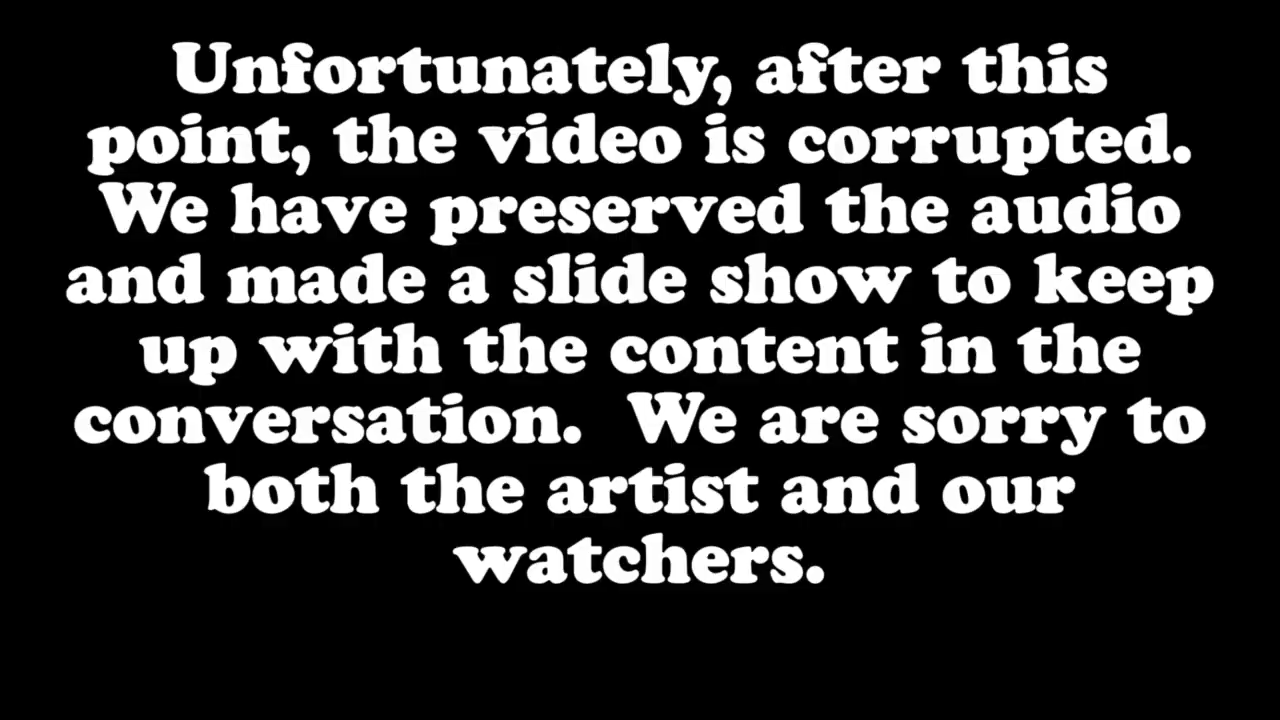 Unfortunately, after this
point, the video is corrupted.
We have preserved the audio
and made a slide show to keep
up with the content in the
conversation.  We are sorry to
both the artist and our
watchers.